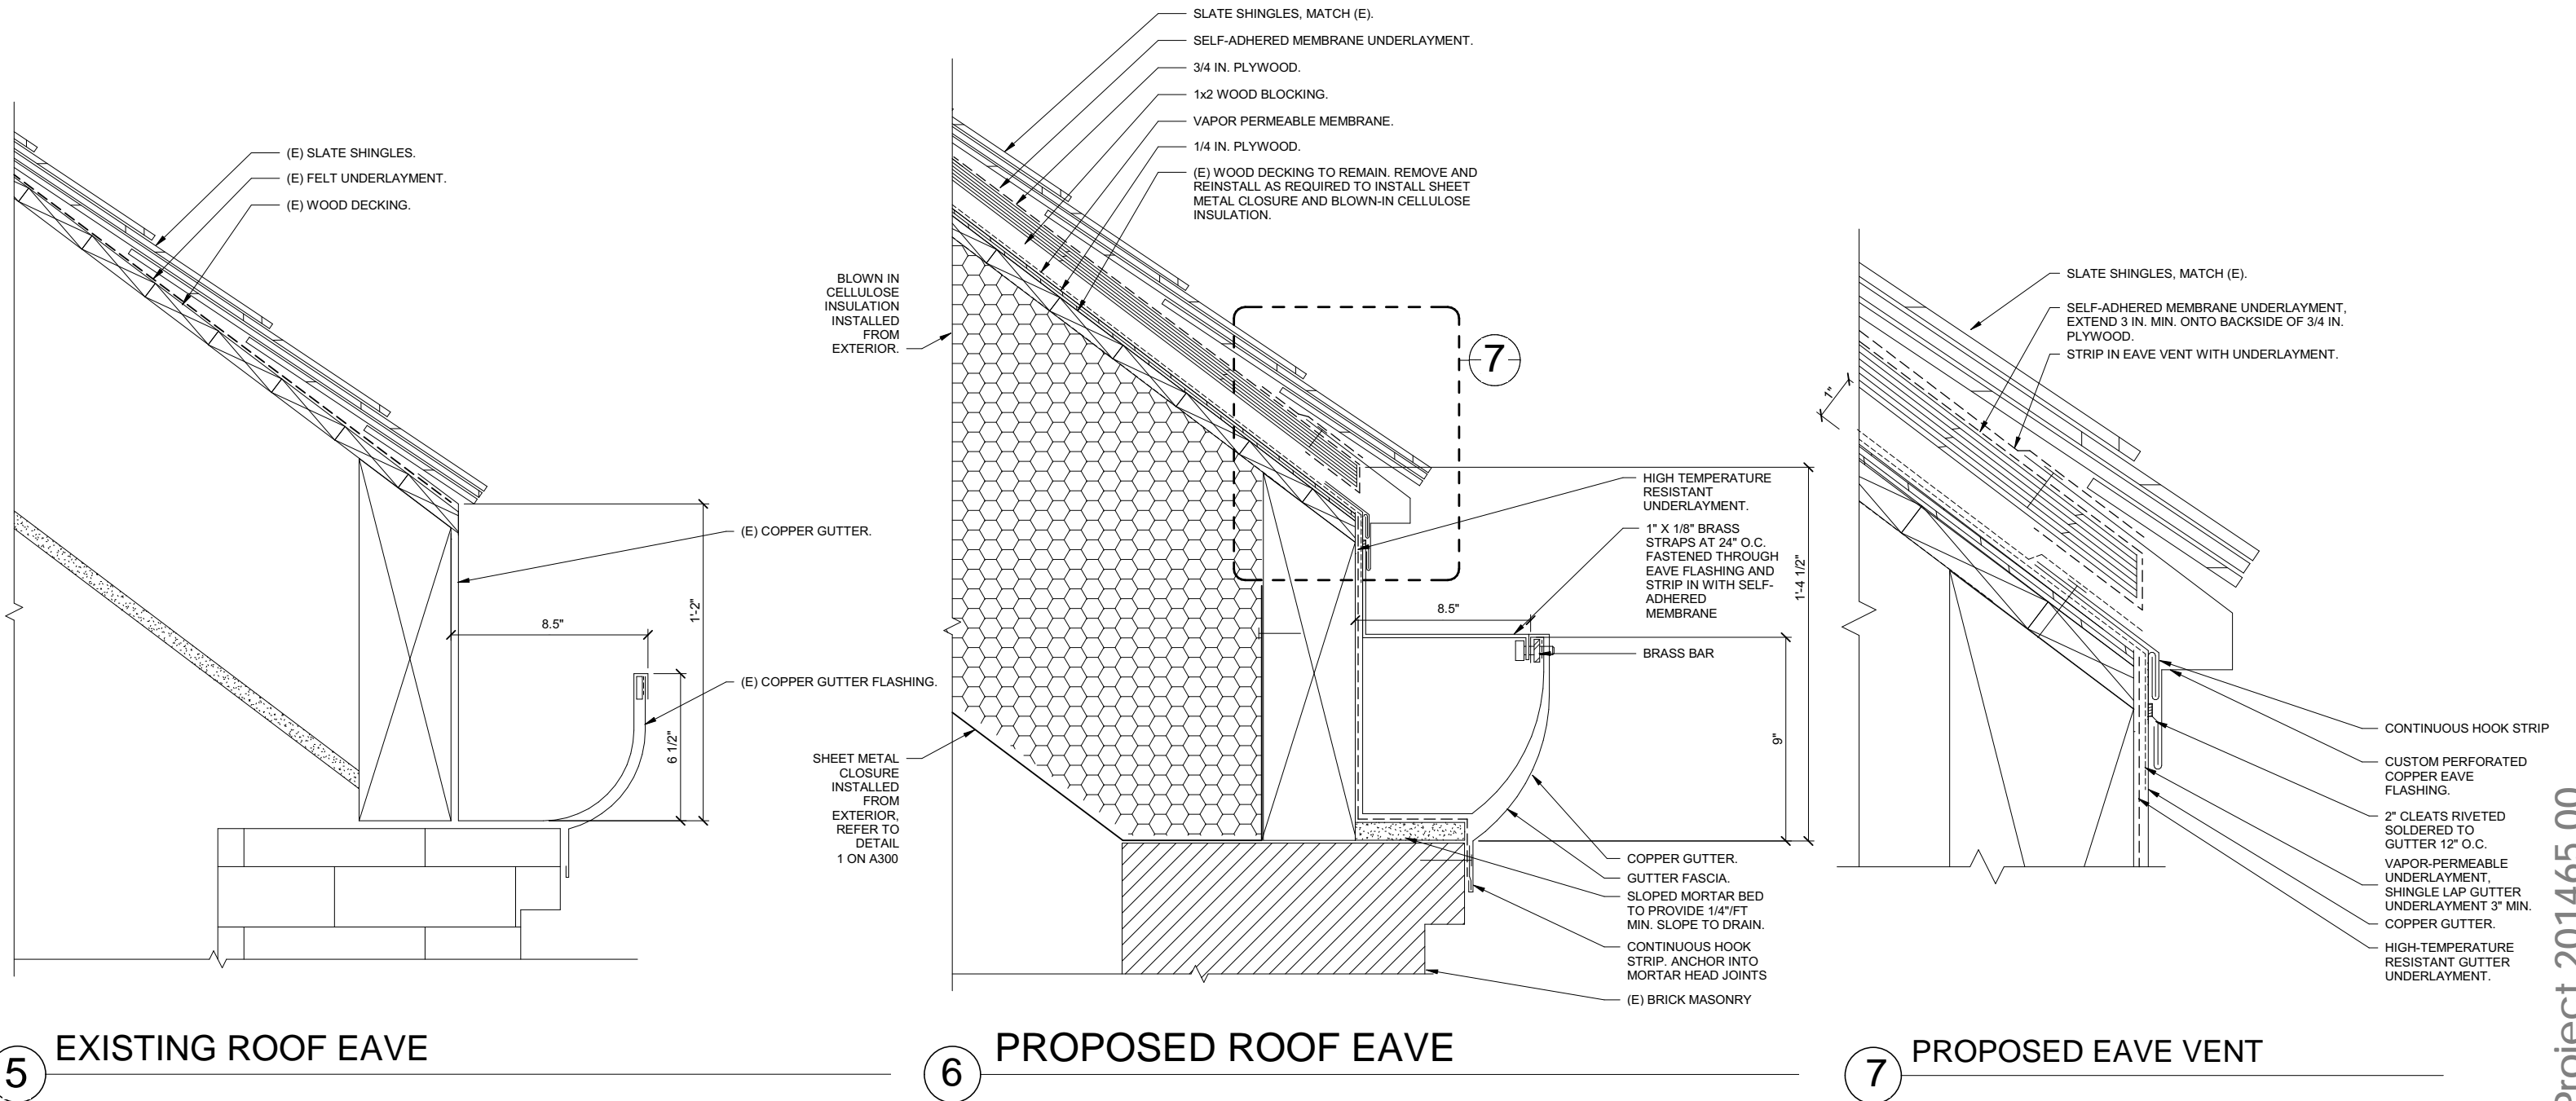 (E) SLATE SHINGLES.
(E) FELT UNDERLAYMENT.
(E) WOOD DECKING.
(E) COPPER GUTTER.
1'-2"
8.5"
(E) COPPER GUTTER FLASHING.
6 1/2"
5
EXISTING ROOF EAVE
SLATE SHINGLES, MATCH (E).
SELF-ADHERED MEMBRANE UNDERLAYMENT.
3/4 IN. PLYWOOD.
1x2 WOOD BLOCKING.
VAPOR PERMEABLE MEMBRANE.
1/4 IN. PLYWOOD.
(E) WOOD DECKING TO REMAIN. REMOVE AND
REINSTALL AS REQUIRED TO INSTALL SHEET
METAL CLOSURE AND BLOWN-IN CELLULOSE
INSULATION.
BLOWN IN
CELLULOSE
INSULATION
INSTALLED
FROM
EXTERIOR.
7
HIGH TEMPERATURE
RESISTANT
UNDERLAYMENT.
1" X 1/8" BRASS
STRAPS AT 24" O.C.
FASTENED THROUGH
EAVE FLASHING AND
STRIP IN WITH SELF-
ADHERED
MEMBRANE
1'-4 1/2"
8.5"
BRASS BAR
9"
SHEET METAL
CLOSURE
INSTALLED
FROM
EXTERIOR,
REFER TO
DETAIL
1 ON A300
COPPER GUTTER.
GUTTER FASCIA.
SLOPED MORTAR BED
TO PROVIDE 1/4"/FT
MIN. SLOPE TO DRAIN.
CONTINUOUS HOOK
STRIP. ANCHOR INTO
MORTAR HEAD JOINTS
(E) BRICK MASONRY
6
PROPOSED ROOF EAVE
SLATE SHINGLES, MATCH (E).
SELF-ADHERED MEMBRANE UNDERLAYMENT,
EXTEND 3 IN. MIN. ONTO BACKSIDE OF 3/4 IN.
PLYWOOD.
STRIP IN EAVE VENT WITH UNDERLAYMENT.
1"
CONTINUOUS HOOK STRIP
CUSTOM PERFORATED
COPPER EAVE
FLASHING.
2" CLEATS RIVETED
SOLDERED TO
GUTTER 12" O.C.
VAPOR-PERMEABLE
UNDERLAYMENT,
SHINGLE LAP GUTTER
UNDERLAYMENT 3" MIN.
COPPER GUTTER.
HIGH-TEMPERATURE
RESISTANT GUTTER
UNDERLAYMENT.
7
PROPOSED EAVE VENT
Project 201465.00